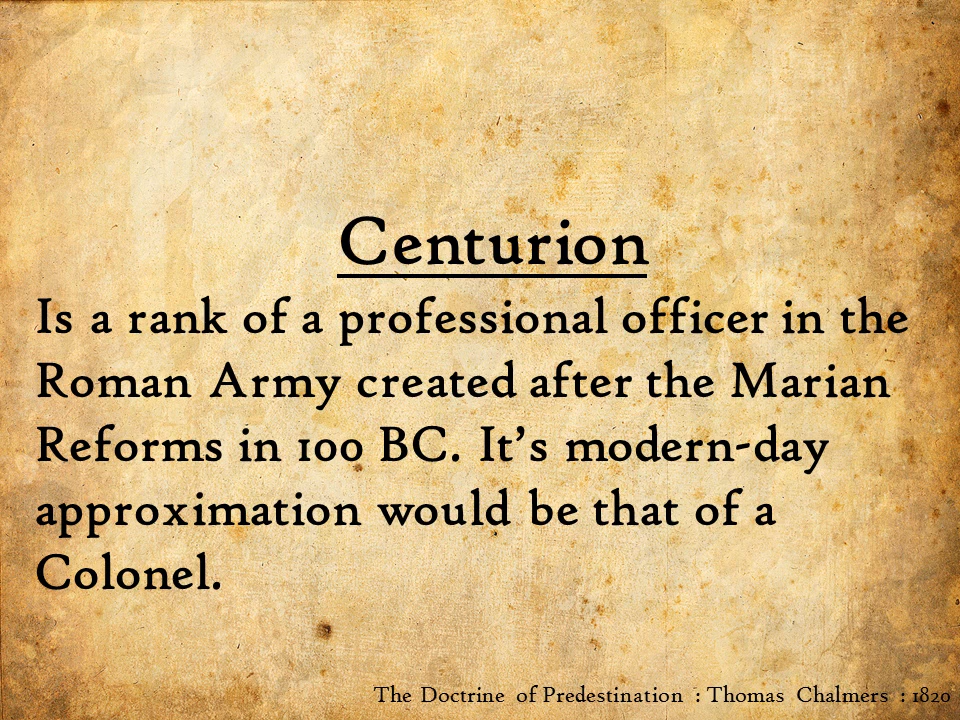 Centurion
Is a rank of a professional officer in the
Roman Army created after the Marian
Reforms in 100 BC. It’s modern-day
approximation would be that of a
Colonel.
The Doctrine of Predestination : Thomas Chalmers : 1820